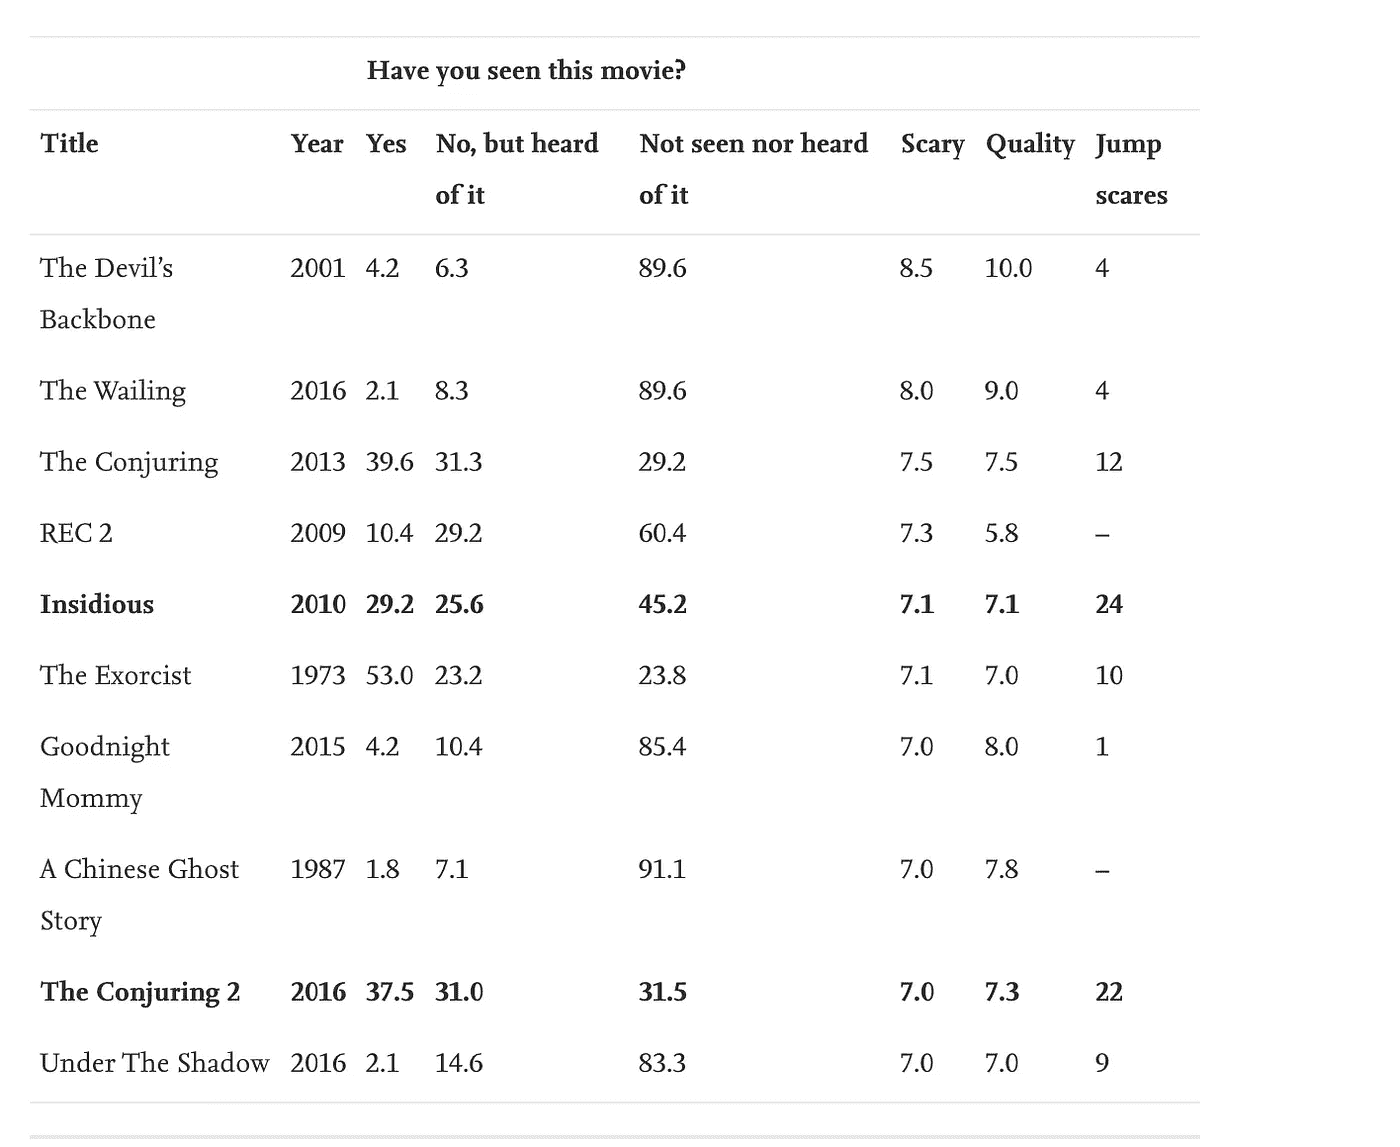 Have you seen this movie?
Title Year Yes No, but heard of it Not seen nor heard of it Scary Quality Jump scares
The Devil’s Backbone 2001 4.2 6.3 89.6 8.5 10.0 4
The Wailing 2016 2.1 8.3 89.6 8.0 9.0 4
The Conjuring 2013 39.6 31.3 29.2 7.5 7.5 12
REC 2 2009 10.4 29.2 60.4 7.3 5.8 –
Insidious 2010 29.2 25.6 45.2 7.1 7.1 24
The Exorcist 1973 53.0 23.2 23.8 7.1 7.0 10
Goodnight Mommy 2015 4.2 10.4 85.4 7.0 8.0 1
A Chinese Ghost Story 1987 1.8 7.1 91.1 7.0 7.8 –
The Conjuring 2 2016 37.5 31.0 31.5 7.0 7.3 22
Under The Shadow 2016 2.1 14.6 83.3 7.0 7.0 9